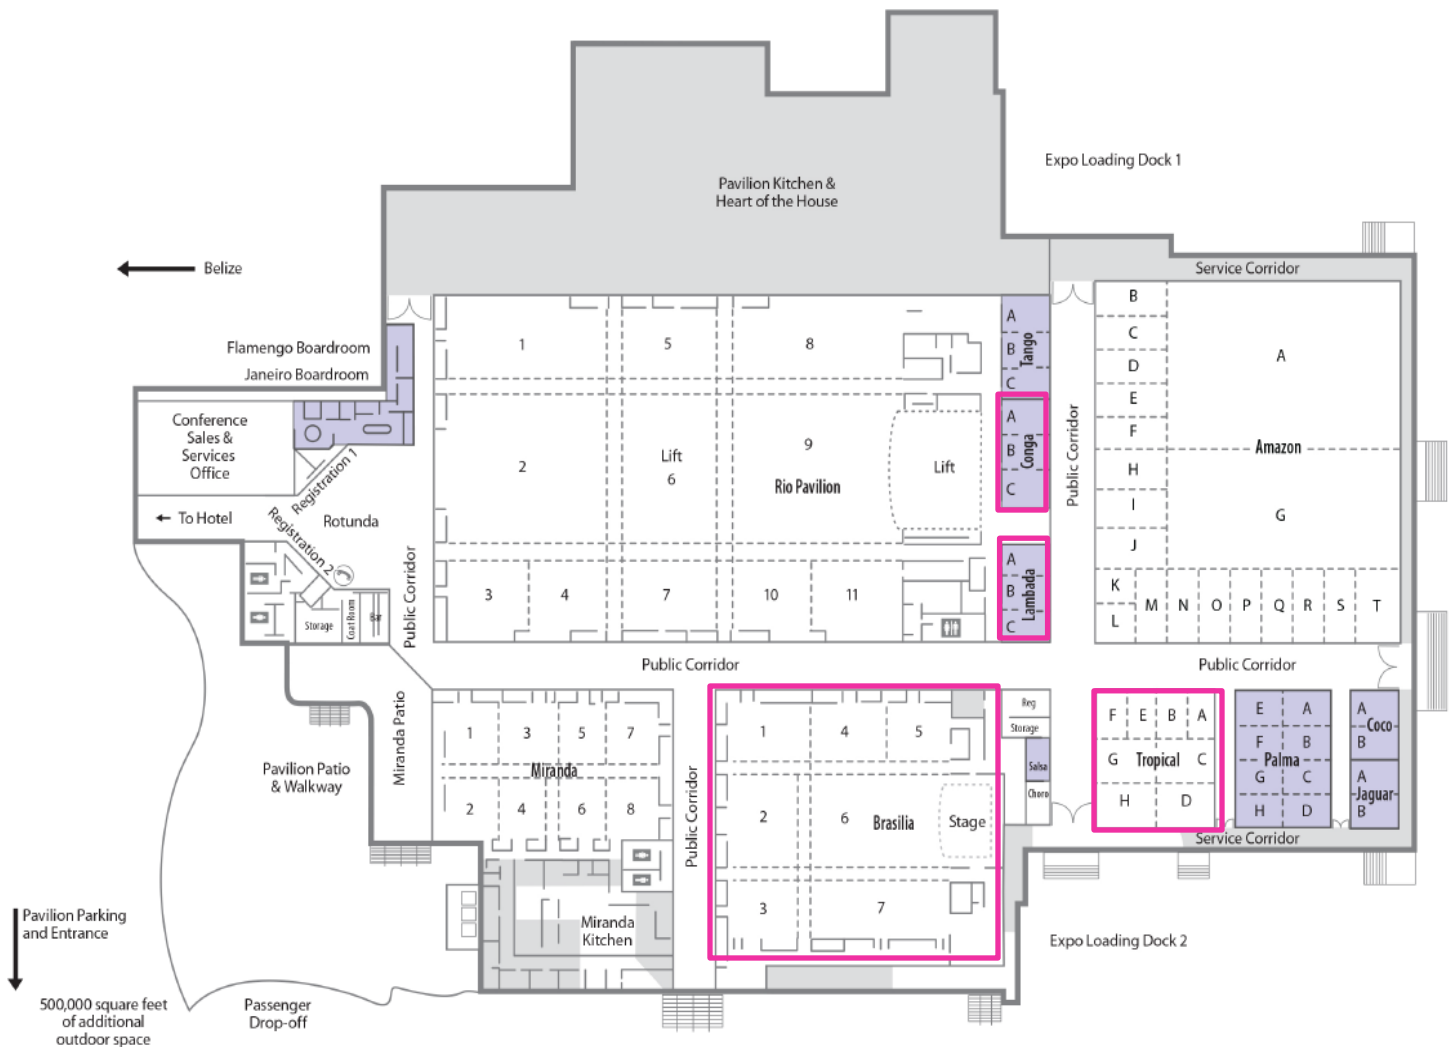 Expo Loading Dock 1
Pavilion Kitchen &
Heart of the House
Belize
Service Corridor
Flamengo Boardroom
Janeiro Boardroom
Conference
Sales &
Services
Office
Registration 1
To Hotel
Rotunda
Registration 2
Storage
Coat Room
Bar
Public Corridor
1
5
8
2
Lift
6
9
Rio Pavilion
Lift
3
4
7
10
11
A
B
C
Tango
A
B
C
Conga
A
B
C
Lambada
Public Corridor
B
C
D
E
F
H
I
J
K
L
A
Amazon
G
M
N
O
P
Q
R
S
T
Public Corridor
Public Corridor
Miranda Patio
Pavilion Patio
& Walkway
1
3
5
7
Miranda
2
4
6
8
Public Corridor
Miranda
Kitchen
1
4
5
2
6
Brasilia
Stage
3
7
Reg
Storage
Salsa
Choro
F
E
B
A
G
Tropical
C
H
D
E
A
F
B
Palma
G
C
H
D
A
Coco
B
A
Jaguar
B
Service Corridor
Expo Loading Dock 2
Pavilion Parking
and Entrance
500,000 square feet
of additional
outdoor space
Passenger
Drop-off